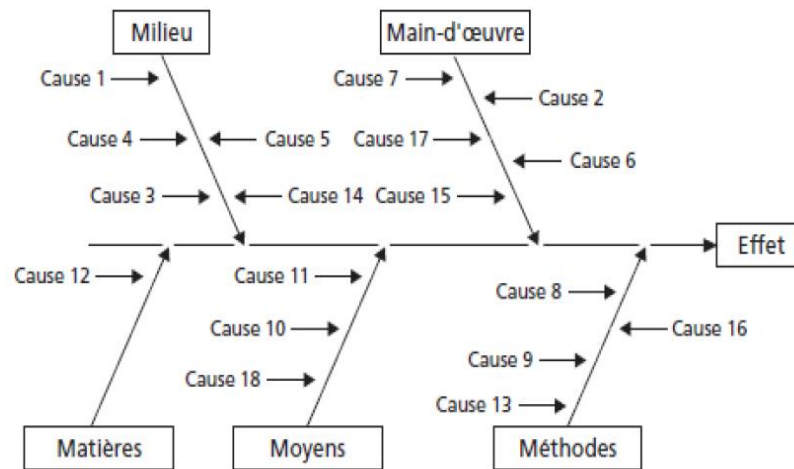 Milieu
Main-d'œuvre
Cause 1
Cause 7
Cause 2
Cause 4
Cause 5
Cause 17
Cause 6
Cause 3
Cause 14
Cause 15
Effet
Cause 12
Cause 11
Cause 8
Cause 10
Cause 16
Cause 9
Cause 18
Cause 13
Matières
Moyens
Méthodes